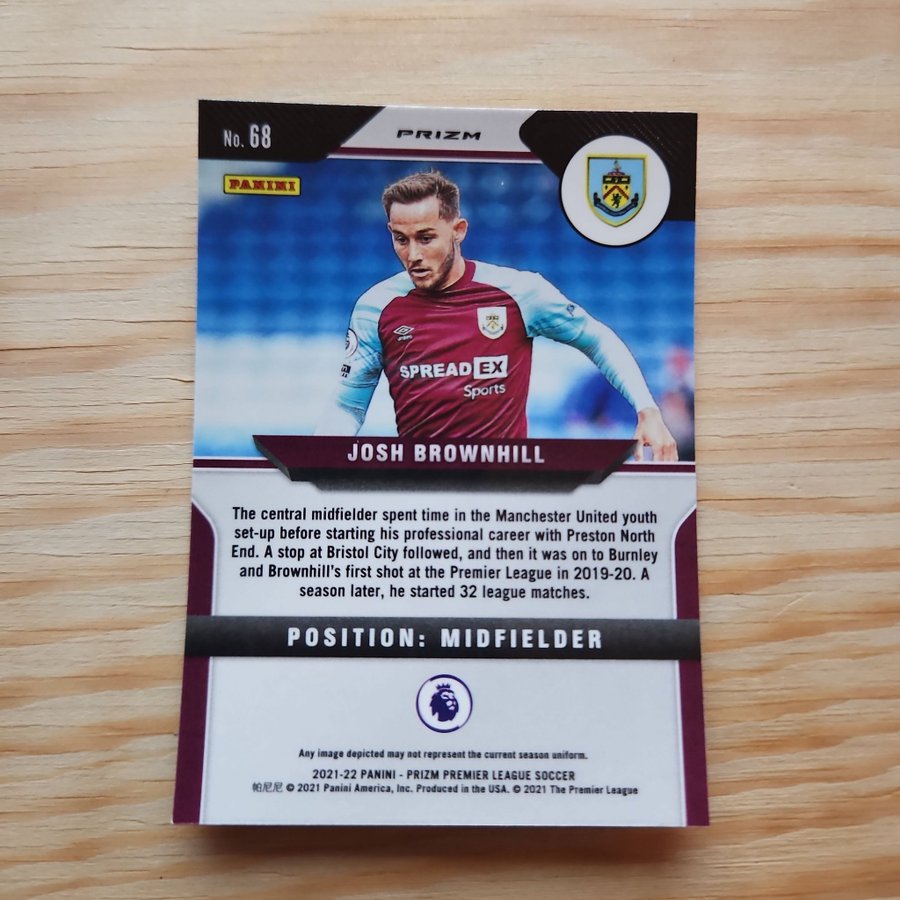 No. 68
PRIZM
PANINI
SPREADEX
Sports
JOSH BROWNHILL
The central midfielder spent time in the Manchester United youth
set-up before starting his professional career with Preston North
End. A stop at Bristol City followed, and then it was on to Burnley
and Brownhill's first shot at the Premier League in 2019-20. A
season later, he started 32 league matches.
POSITION: MIDFIELDER
Any image depicted may not represent the current season uniform.
2021-22 PANINI - PRIZM PREMIER LEAGUE SOCCER
帕尼尼 © 2021 Panini America, Inc. Produced in the USA. © 2021 The Premier League